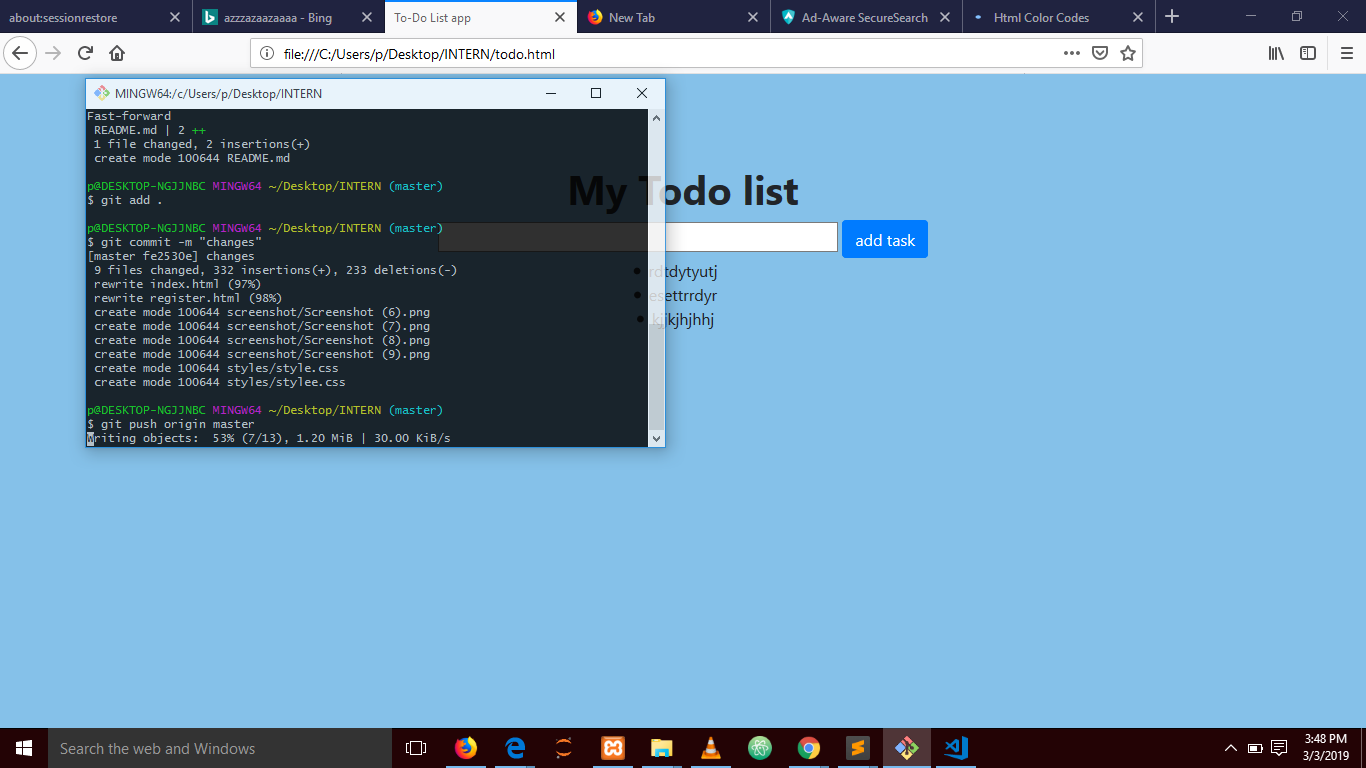 about:sessionrestore
azzzazaazaaaa - Bing
To-Do List app
New Tab
Ad-Aware SecureSearch
Html Color Codes
file:///C:/Users/p/Desktop/INTERN/todo.html
MINGW64:/c/Users/p/Desktop/INTERN
Fast-forward
README.md | 2 ++
1 file changed, 2 insertions(+)
create mode 100644 README.md
p@DESKTOP-NGJJNBC MINGW64 ~/Desktop/INTERN (master)
$ git add .
p@DESKTOP-NGJJNBC MINGW64 ~/Desktop/INTERN (master)
$ git commit -m "changes"
[master fe2530e] changes
9 files changed, 332 insertions(+), 233 deletions(-)
rewrite index.html (97%)
rewrite register.html (98%)
create mode 100644 screenshot/Screenshot (6).png
create mode 100644 screenshot/Screenshot (7).png
create mode 100644 screenshot/Screenshot (8).png
create mode 100644 screenshot/Screenshot (9).png
create mode 100644 styles/style.css
create mode 100644 styles/stylee.css
p@DESKTOP-NGJJNBC MINGW64 ~/Desktop/INTERN (master)
$ git push origin master
Writing objects: 53% (7/13), 1.20 MiB | 30.00 KiB/s
My Todo list
add task
rdtdytyutj
esettrrdyr
kjjkjhjhhj
Search the web and Windows
3:48 PM
3/3/2019